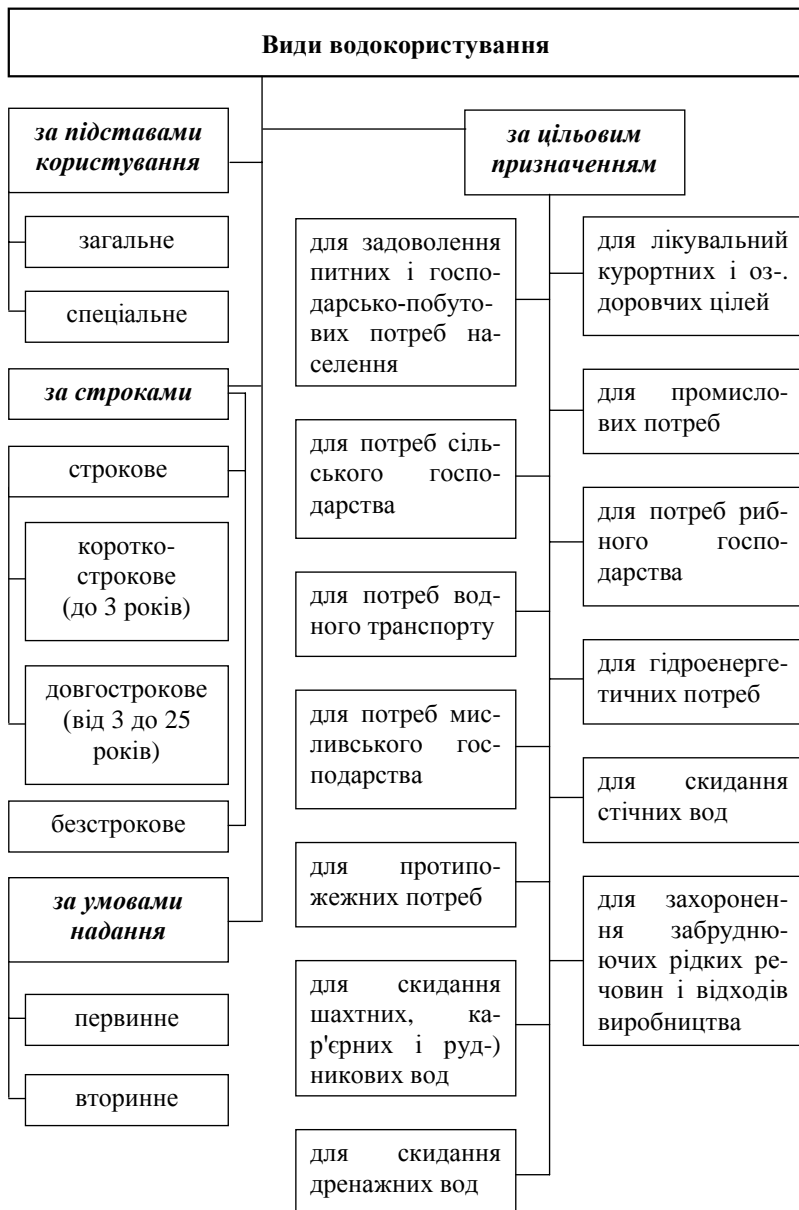 Види водокористування
за підставами
користування
загальне
спеціальне
за строками
строкове
коротко-
строкове
(до 3 років)
довгострокове
(від 3 до 25
років)
безстрокове
за умовами
надання
первинне
вторинне
за цільовим
призначенням
для задоволення
питних і госпо-
дарсько-побуто-
вих потреб на-
селення
для потреб сіль-
ського госпо-
дарства
для потреб вод-
ного транспорту
для потреб мис-
ливського гос-
подарства
для протипо-
жежних потреб
для скидання
шахтних, ка-
р'єрних і руд-)
никових вод
для скидання
дренажних вод
для лікувальний
курортних і оз-.
доровчих цілей
для промисло-
вих потреб
для потреб риб-
ного госпо-
дарства
для гідроенерге-
тичних потреб
для скидання
стічних вод
для захоронен-
ня забрудню-
ючих рідких ре-
човин і відходів
виробництва